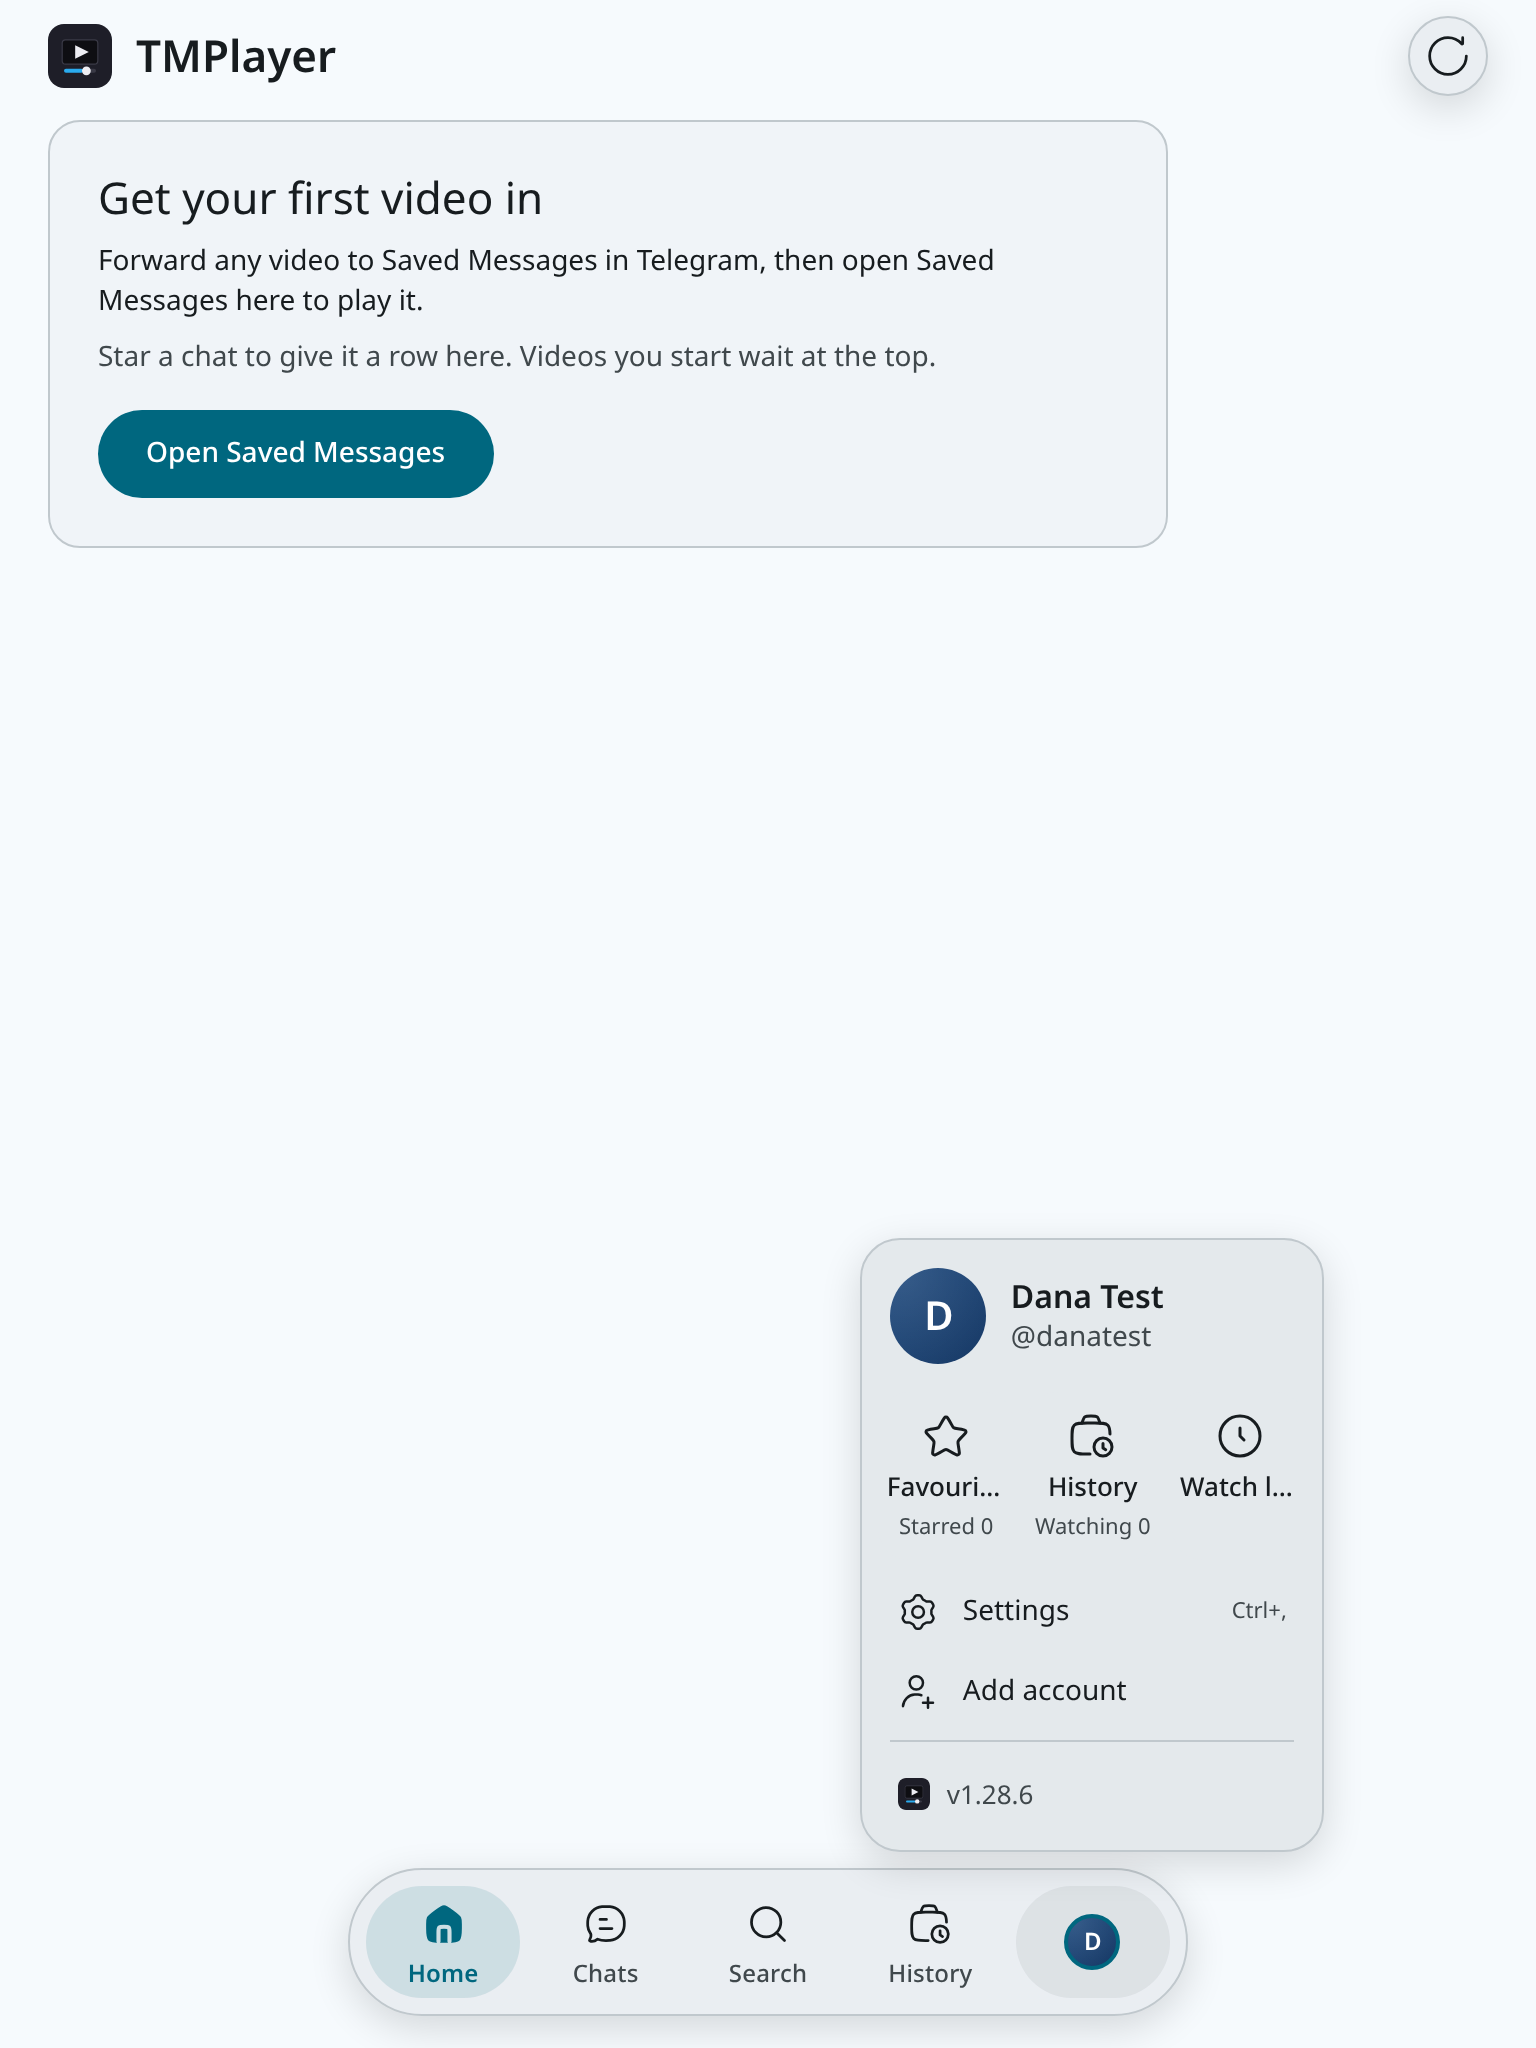 TMPlayer
Get your first video in
Forward any video to Saved Messages in Telegram, then open Saved
Messages here to play it.
Star a chat to give it a row here. Videos you start wait at the top.
Open Saved Messages
D
Dana Test
@danatest
Favouri...
History
Watch l...
Starred 0
Watching 0
Settings
Ctrl+,
Add account
v1.28.6
Home
Chats
Search
History
D